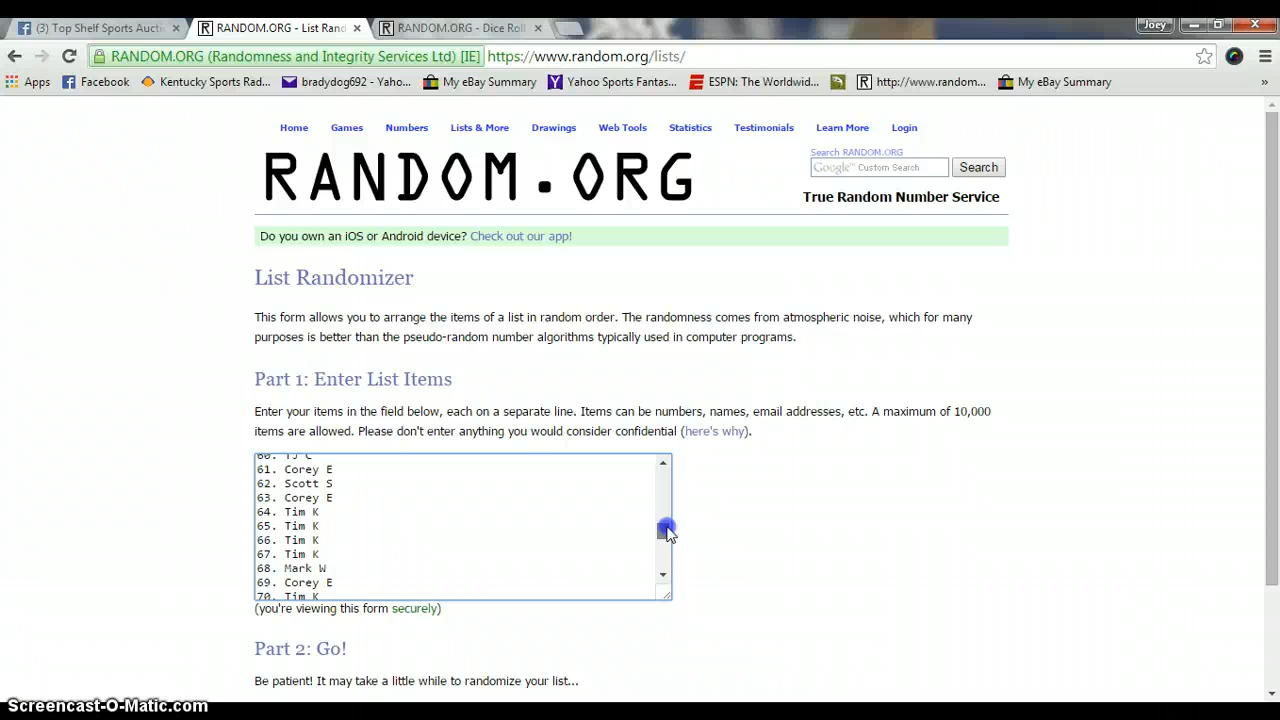 (3) Top Shelf Sports Aucti
RANDOM.ORG - List Rand
RANDOM.ORG - Dice Roll
Joey
RANDOM.ORG (Randomness and Integrity Services Ltd) [IE]
https://www.random.org/lists/
Apps
Facebook
Kentucky Sports Rad...
bradydog692 - Yaho...
My eBay Summary
Yahoo Sports Fantas...
ESPN: The Worldwid...
http://www.random...
My eBay Summary
»
Home
Games
Numbers
Lists & More
Drawings
Web Tools
Statistics
Testimonials
Learn More
Login
RANDOM.ORG
Search RANDOM.ORG
Google™ Custom Search
Search
True Random Number Service
Do you own an iOS or Android device? Check out our app!
List Randomizer
This form allows you to arrange the items of a list in random order. The randomness comes from atmospheric noise, which for many
purposes is better than the pseudo-random number algorithms typically used in computer programs.
Part 1: Enter List Items
Enter your items in the field below, each on a separate line. Items can be numbers, names, email addresses, etc. A maximum of 10,000
items are allowed. Please don't enter anything you would consider confidential (here's why).
60. TJ C
61. Corey E
62. Scott S
63. Corey E
64. Tim K
65. Tim K
66. Tim K
67. Tim K
68. Mark W
69. Corey E
70. Tim K
(you're viewing this form securely)
Part 2: Go!
Be patient! It may take a little while to randomize your list...
Screencast-O-Matic.com